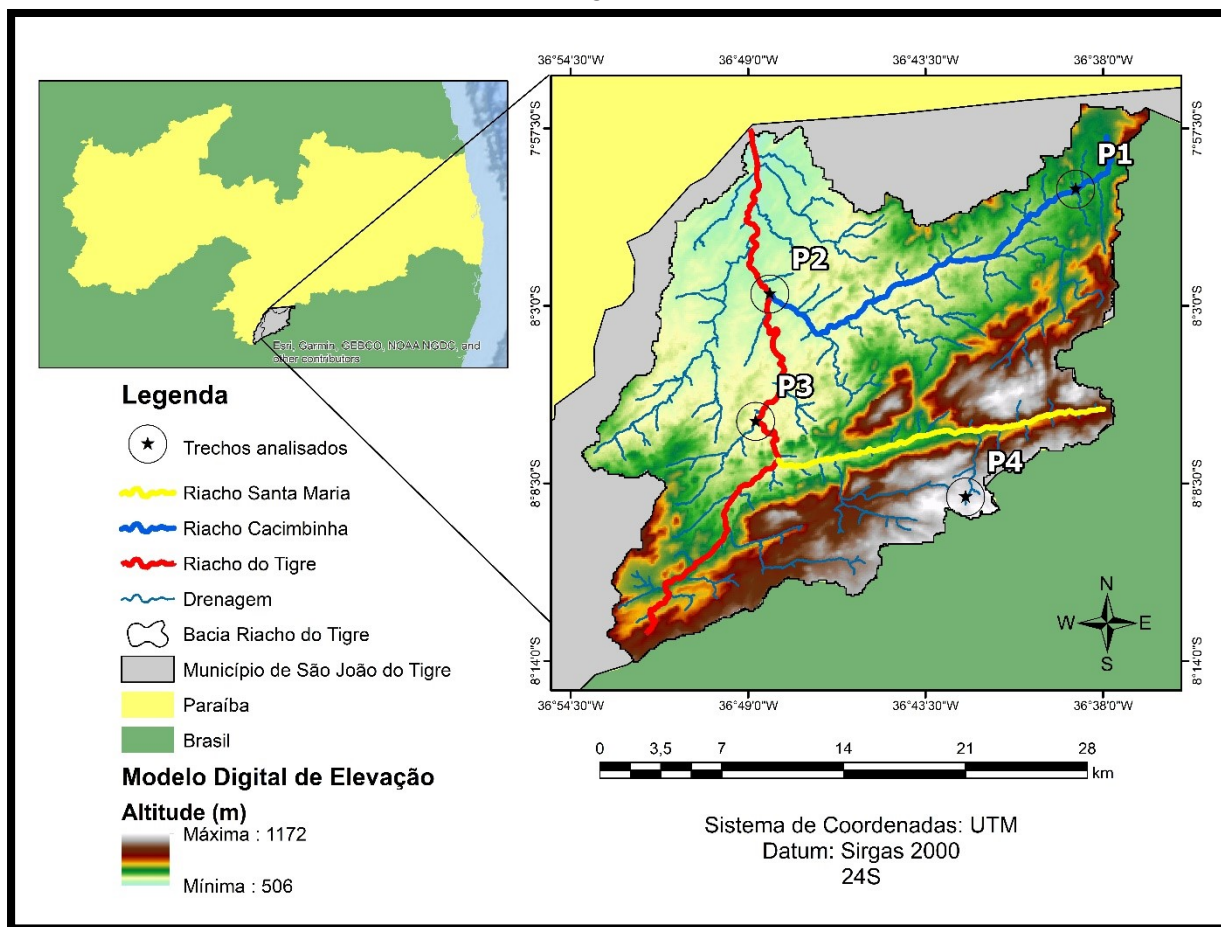 36°54'30"W 36°49'0"W 36°43'30"W 36°38'0"W
7°57'30"S 7°57'30"S
8°3'0"S 8°3'0"S
8°8'30"S 8°8'30"S
8°14'0"S 8°14'0"S
P1
P2
P3
P4
N
W E
S
36°54'30"W 36°49'0"W 36°43'30"W 36°38'0"W
Esri, Garmin, GEBCO, NOAA NGDC, and
other contributors
Legenda
Trechos analisados
Riacho Santa Maria
Riacho Cacimbinha
Riacho do Tigre
Drenagem
Bacia Riacho do Tigre
Município de São João do Tigre
Paraíba
Brasil
Modelo Digital de Elevação
Altitude (m)
Máxima : 1172
Mínima : 506
0 3,5 7 14 21 28
km
Sistema de Coordenadas: UTM
Datum: Sirgas 2000
24S